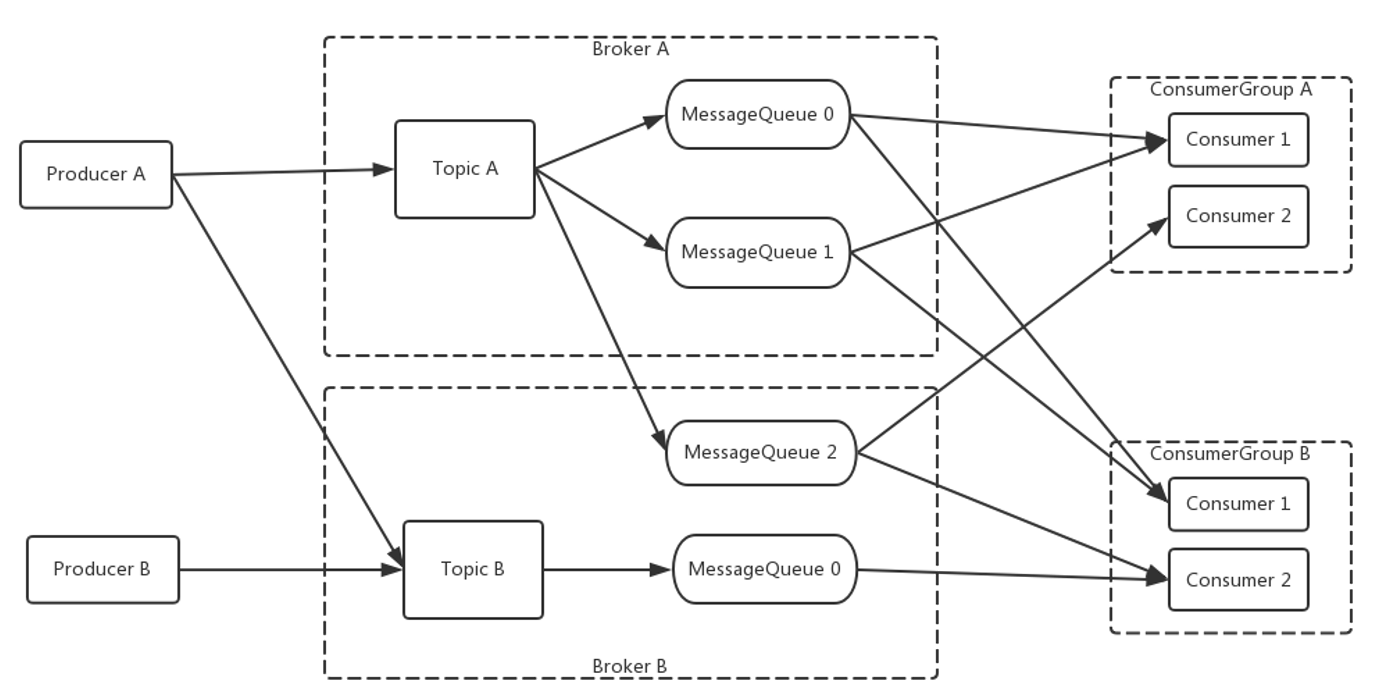 Broker A
MessageQueue 0
ConsumerGroup A
Consumer 1
Producer A
Topic A
Consumer 2
MessageQueue 1
MessageQueue 2
ConsumerGroup B
Consumer 1
Producer B
Topic B
MessageQueue 0
Consumer 2
Broker B